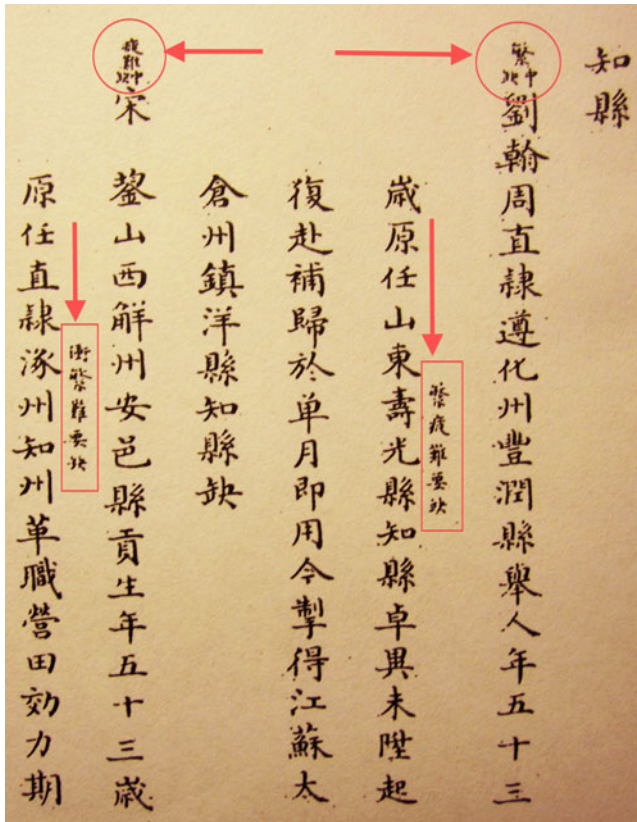 知縣
繁中缺
劉翰周直隸遵化州豐潤縣舉人年五十三
歲原任山東壽光縣知縣卓異未陞起
繁疲難要缺
復赴補歸於单月即用今掣得江蘇太
倉州鎮洋縣知縣缺
疲難中缺
宋 鋆山西解州安邑縣貢生年五十三歲
衝繁難要缺
原任直隸涿州知州革職營田効力期